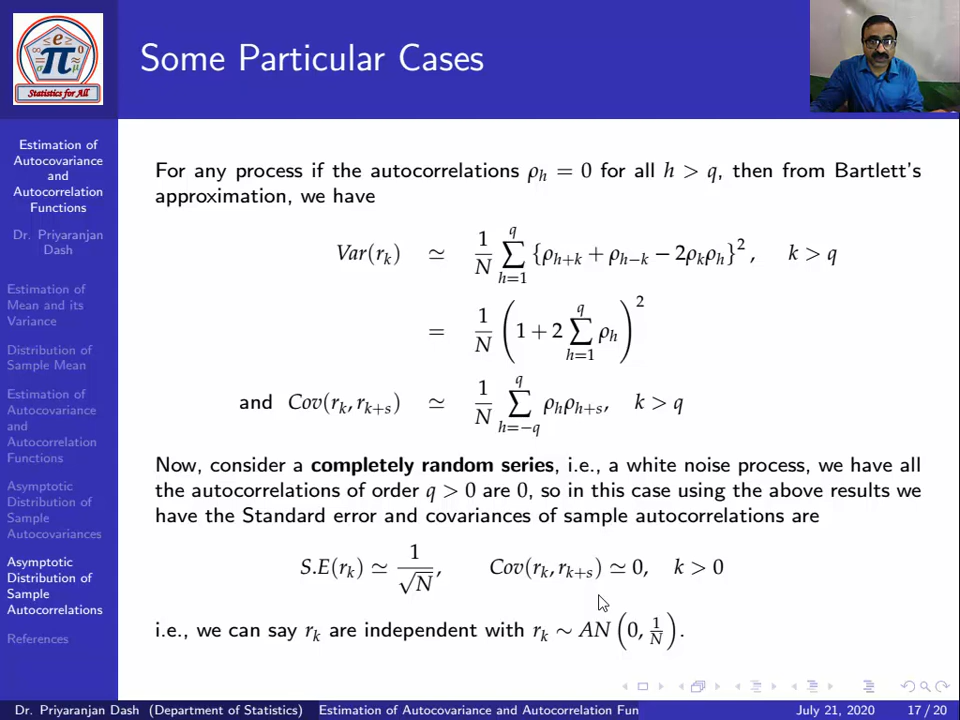 Some Particular Cases
Statistics for All
Estimation of
Autocovariance
and
Autocorrelation
Functions
Dr. Priyaranjan
Dash
Estimation of
Mean and its
Variance
Distribution of
Sample Mean
Estimation of
Autocovariance
and
Autocorrelation
Functions
Asymptotic
Distribution of
Sample
Autocovariances
Asymptotic
Distribution of
Sample
Autocorrelations
References
For any process if the autocorrelations ρ_h = 0 for all h > q, then from Bartlett's
approximation, we have
Var(r_k) ≃ 1/N ∑_{h=1}^{q} {ρ_{h+k} + ρ_{h−k} − 2ρ_kρ_h}², k > q
= 1/N (1 + 2 ∑_{h=1}^{q} ρ_h)²
and Cov(r_k, r_{k+s}) ≃ 1/N ∑_{h=−q}^{q} ρ_hρ_{h+s}, k > q
Now, consider a completely random series, i.e., a white noise process, we have all
the autocorrelations of order q > 0 are 0, so in this case using the above results we
have the Standard error and covariances of sample autocorrelations are
S.E(r_k) ≃ 1/√N, Cov(r_k, r_{k+s}) ≃ 0, k > 0
i.e., we can say r_k are independent with r_k ∼ AN (0, 1/N).
Dr. Priyaranjan Dash (Department of Statistics) Estimation of Autocovariance and Autocorrelation Fun July 21, 2020 17 / 20